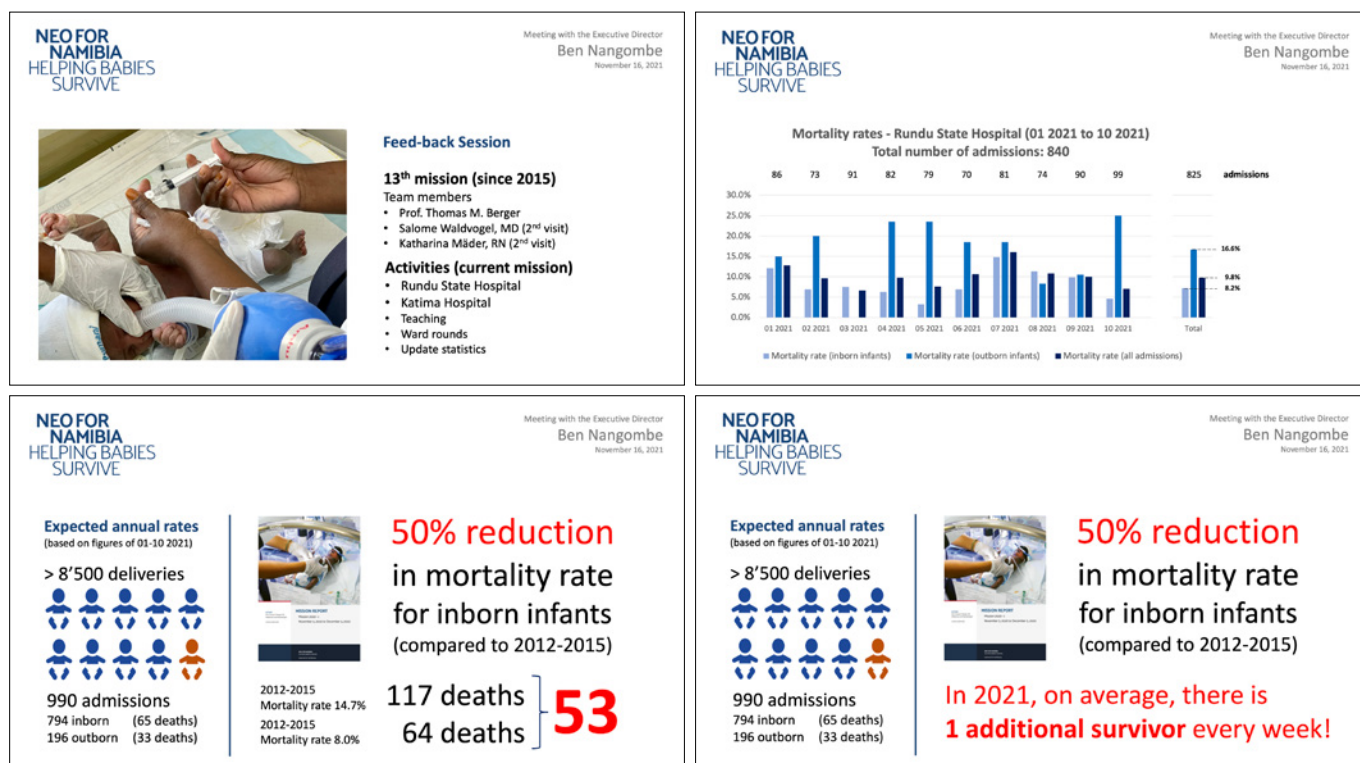 NEO FOR
NAMIBIA
HELPING BABIES
SURVIVE
Meeting with the Executive Director
Ben Nangombe
November 16, 2021
Feed-back Session
13th mission (since 2015)
Team members
• Prof. Thomas M. Berger
• Salome Waldvogel, MD (2nd visit)
• Katharina Mäder, RN (2nd visit)
Activities (current mission)
• Rundu State Hospital
• Katima Hospital
• Teaching
• Ward rounds
• Update statistics
NEO FOR
NAMIBIA
HELPING BABIES
SURVIVE
Meeting with the Executive Director
Ben Nangombe
November 16, 2021
Mortality rates - Rundu State Hospital (01 2021 to 10 2021)
Total number of admissions: 840
86 73 91 82 79 70 81 74 90 99 825 admissions
30.0%
25.0%
20.0%
15.0%
10.0%
5.0%
0.0%
16.6%
9.8%
8.2%
01 2021 02 2021 03 2021 04 2021 05 2021 06 2021 07 2021 08 2021 09 2021 10 2021 Total
Mortality rate (inborn infants) Mortality rate (outborn infants) Mortality rate (all admissions)
NEO FOR
NAMIBIA
HELPING BABIES
SURVIVE
Meeting with the Executive Director
Ben Nangombe
November 16, 2021
Expected annual rates
(based on figures of 01-10 2021)
> 8'500 deliveries
990 admissions
794 inborn (65 deaths)
196 outborn (33 deaths)
MISSION REPORT
50% reduction
in mortality rate
for inborn infants
(compared to 2012-2015)
2012-2015
Mortality rate 14.7%
117 deaths
2012-2015
Mortality rate 8.0%
64 deaths
53
NEO FOR
NAMIBIA
HELPING BABIES
SURVIVE
Meeting with the Executive Director
Ben Nangombe
November 16, 2021
Expected annual rates
(based on figures of 01-10 2021)
> 8'500 deliveries
990 admissions
794 inborn (65 deaths)
196 outborn (33 deaths)
MISSION REPORT
50% reduction
in mortality rate
for inborn infants
(compared to 2012-2015)
In 2021, on average, there is
1 additional survivor every week!